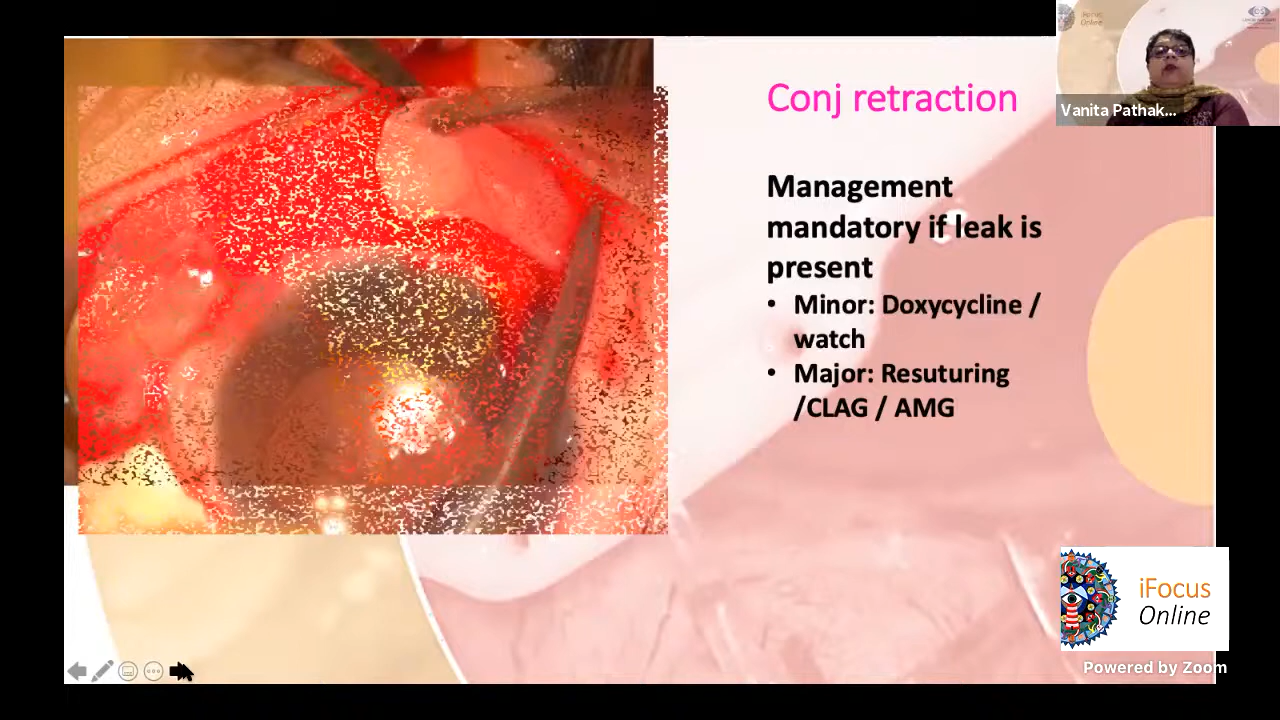 Conj retraction
Vanita Pathak...
Management
mandatory if leak is
present
• Minor: Doxycycline /
watch
• Major: Resuturing
/CLAG / AMG
iFocus
Online
Powered by Zoom